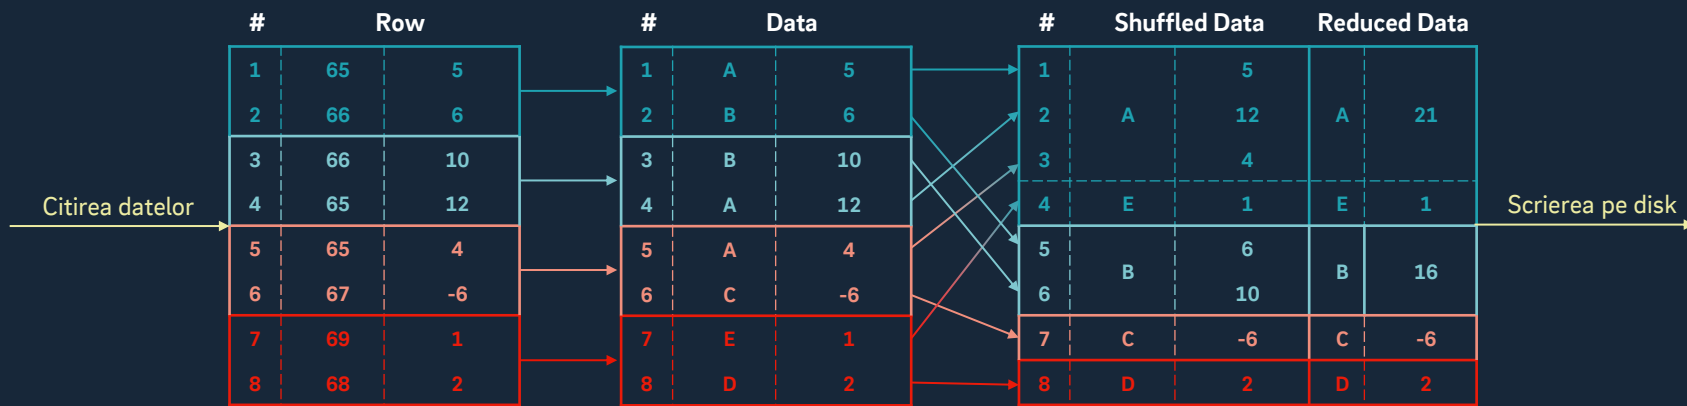 # Row # Data # Shuffled Data Reduced Data
1 65 5 1 A 5 1 5
2 66 6 2 B 6 2 A 12 A 21
3 66 10 3 B 10 3 4
4 65 12 4 A 12 4 E 1 E 1
Citirea datelor Scrierea pe disk
5 65 4 5 A 4 5 6
B B 16
6 67 -6 6 C -6 6 10
7 69 1 7 E 1 7 C -6 C -6
8 68 2 8 D 2 8 D 2 D 2